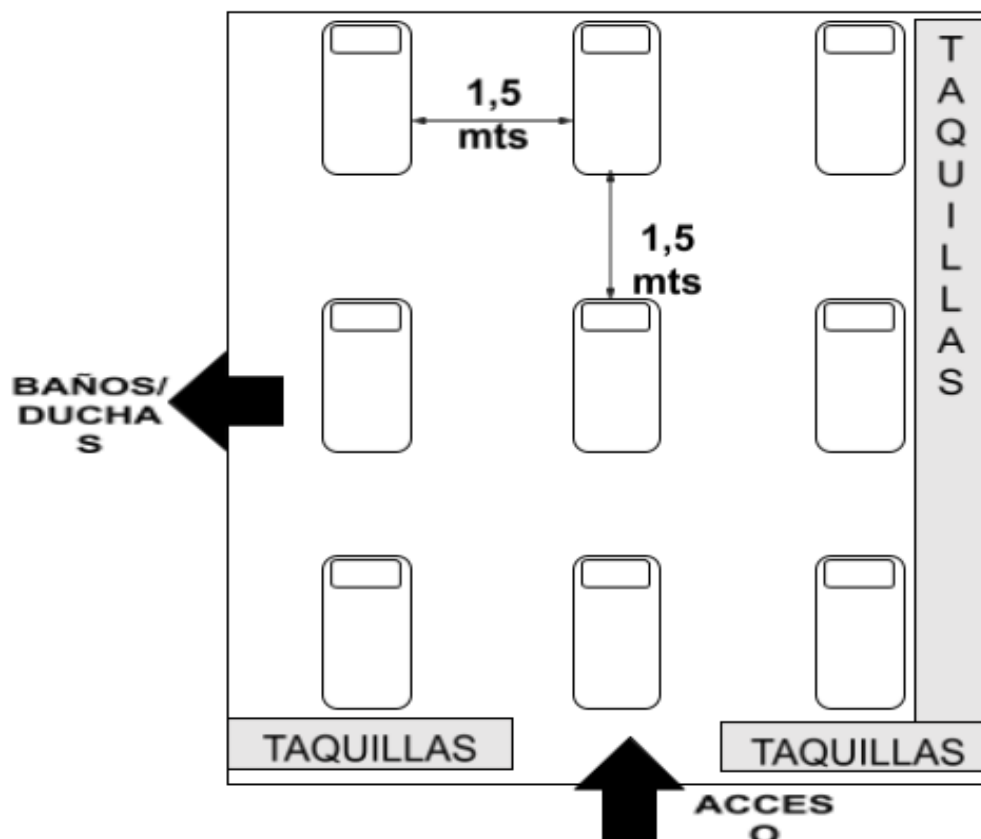 1,5
mts
1,5
mts
T
A
Q
U
I
L
L
A
S
BAÑOS/
DUCHA
S
TAQUILLAS
TAQUILLAS
ACCES
O